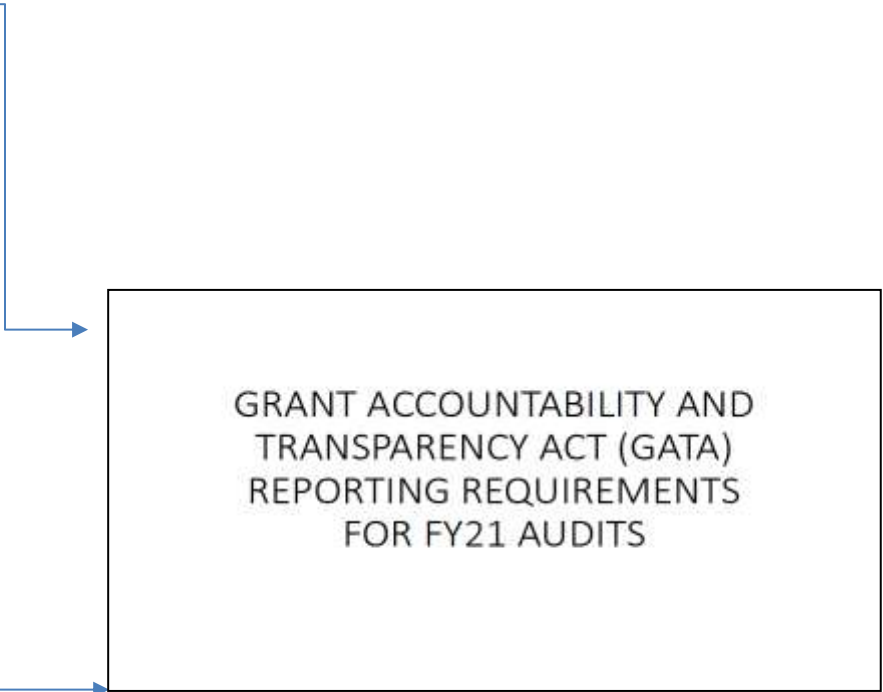 GRANT ACCOUNTABILITY AND
TRANSPARENCY ACT (GATA)
REPORTING REQUIREMENTS
FOR FY21 AUDITS